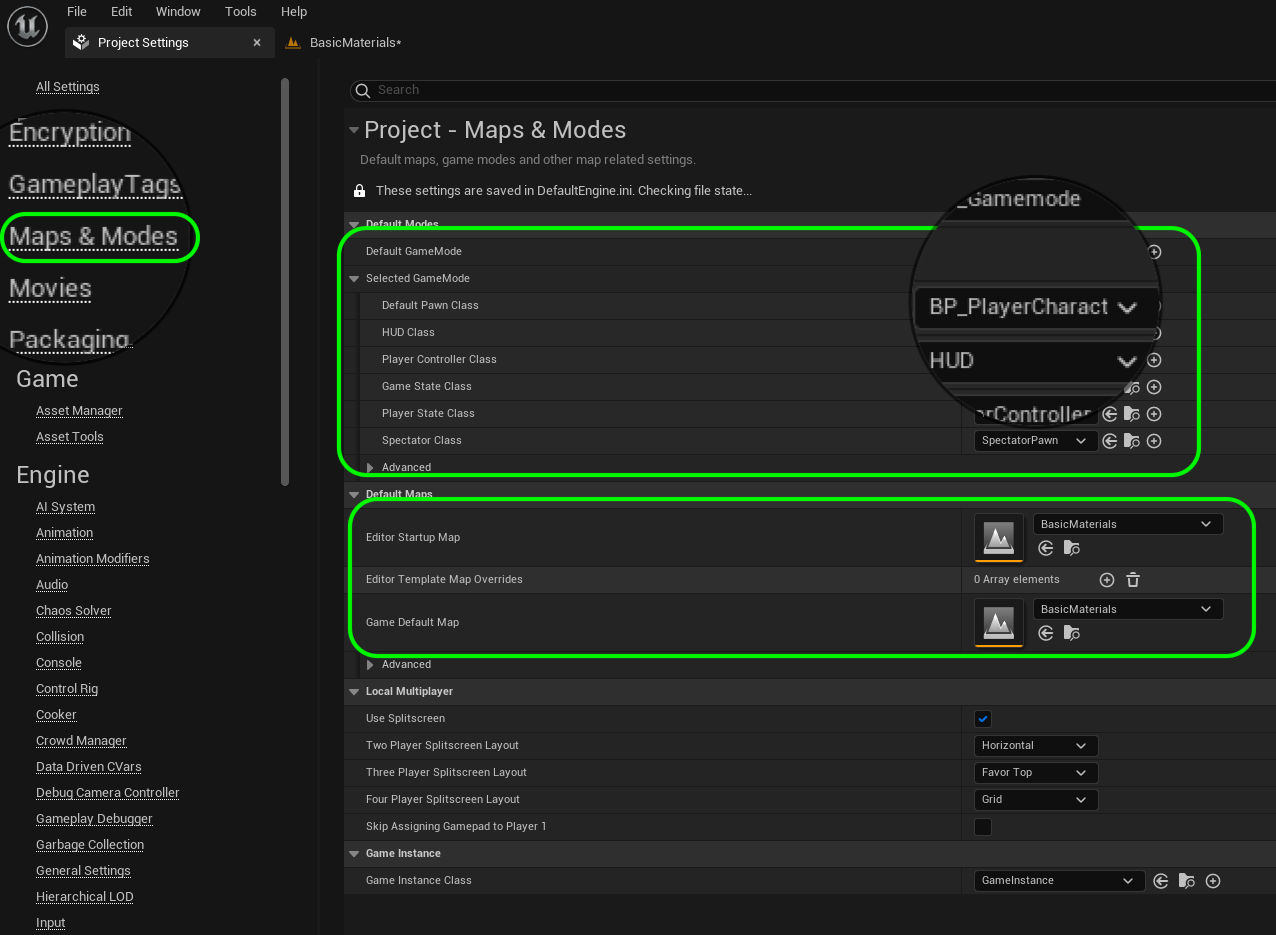 File Edit Window Tools Help
Project Settings
BasicMaterials*
All Settings
Encryption
GameplayTags
Maps & Modes
Movies
Packaging
Game
Asset Manager
Asset Tools
Engine
AI System
Animation
Animation Modifiers
Audio
Chaos Solver
Collision
Console
Control Rig
Cooker
Crowd Manager
Data Driven CVars
Debug Camera Controller
Gameplay Debugger
Garbage Collection
General Settings
Hierarchical LOD
Input
Search
Project - Maps & Modes
Default maps, game modes and other map related settings.
These settings are saved in DefaultEngine.ini. Checking file state...
Default Modes
Default GameMode
_Gamemode
Selected GameMode
Default Pawn Class
BP_PlayerCharact
HUD Class
HUD
Player Controller Class
Game State Class
Player State Class
erController
Spectator Class
SpectatorPawn
Advanced
Default Maps
Editor Startup Map
BasicMaterials
Editor Template Map Overrides
0 Array elements
Game Default Map
BasicMaterials
Advanced
Local Multiplayer
Use Splitscreen
Two Player Splitscreen Layout
Horizontal
Three Player Splitscreen Layout
Favor Top
Four Player Splitscreen Layout
Grid
Skip Assigning Gamepad to Player 1
Game Instance
Game Instance Class
GameInstance